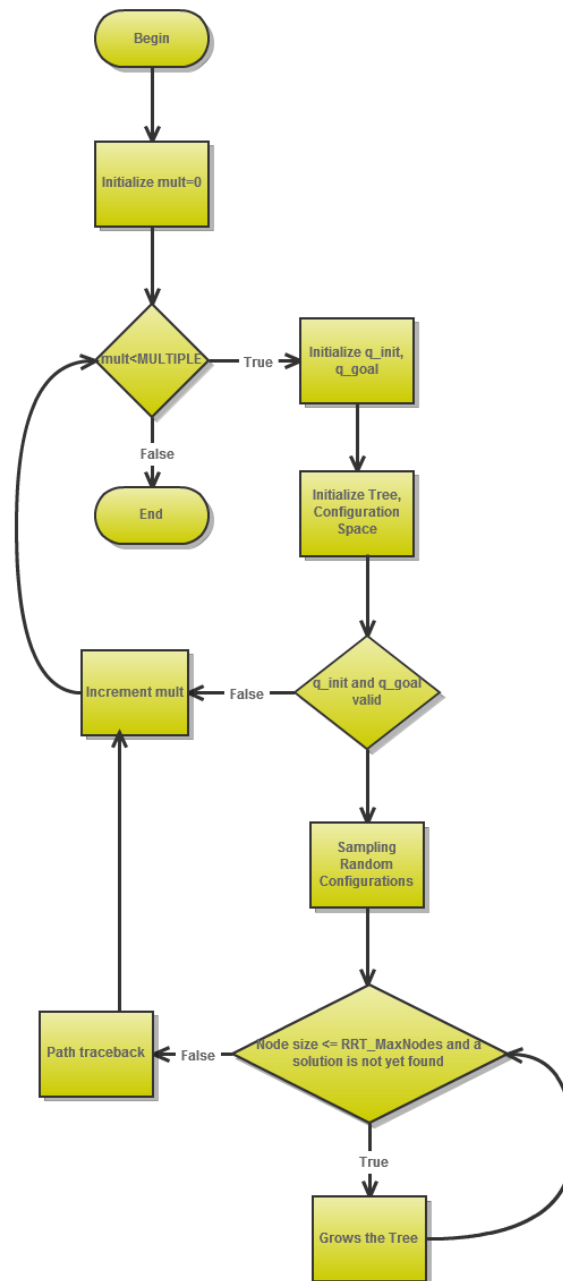 Begin
Initialize mult=0
mult<MULTIPLE
True
Initialize q_init,
q_goal
False
End
Initialize Tree,
Configuration
Space
q_init and q_goal
valid
False
Increment mult
Sampling
Random
Configurations
Node size <= RRT_MaxNodes and a
solution is not yet found
False
Path traceback
True
Grows the Tree